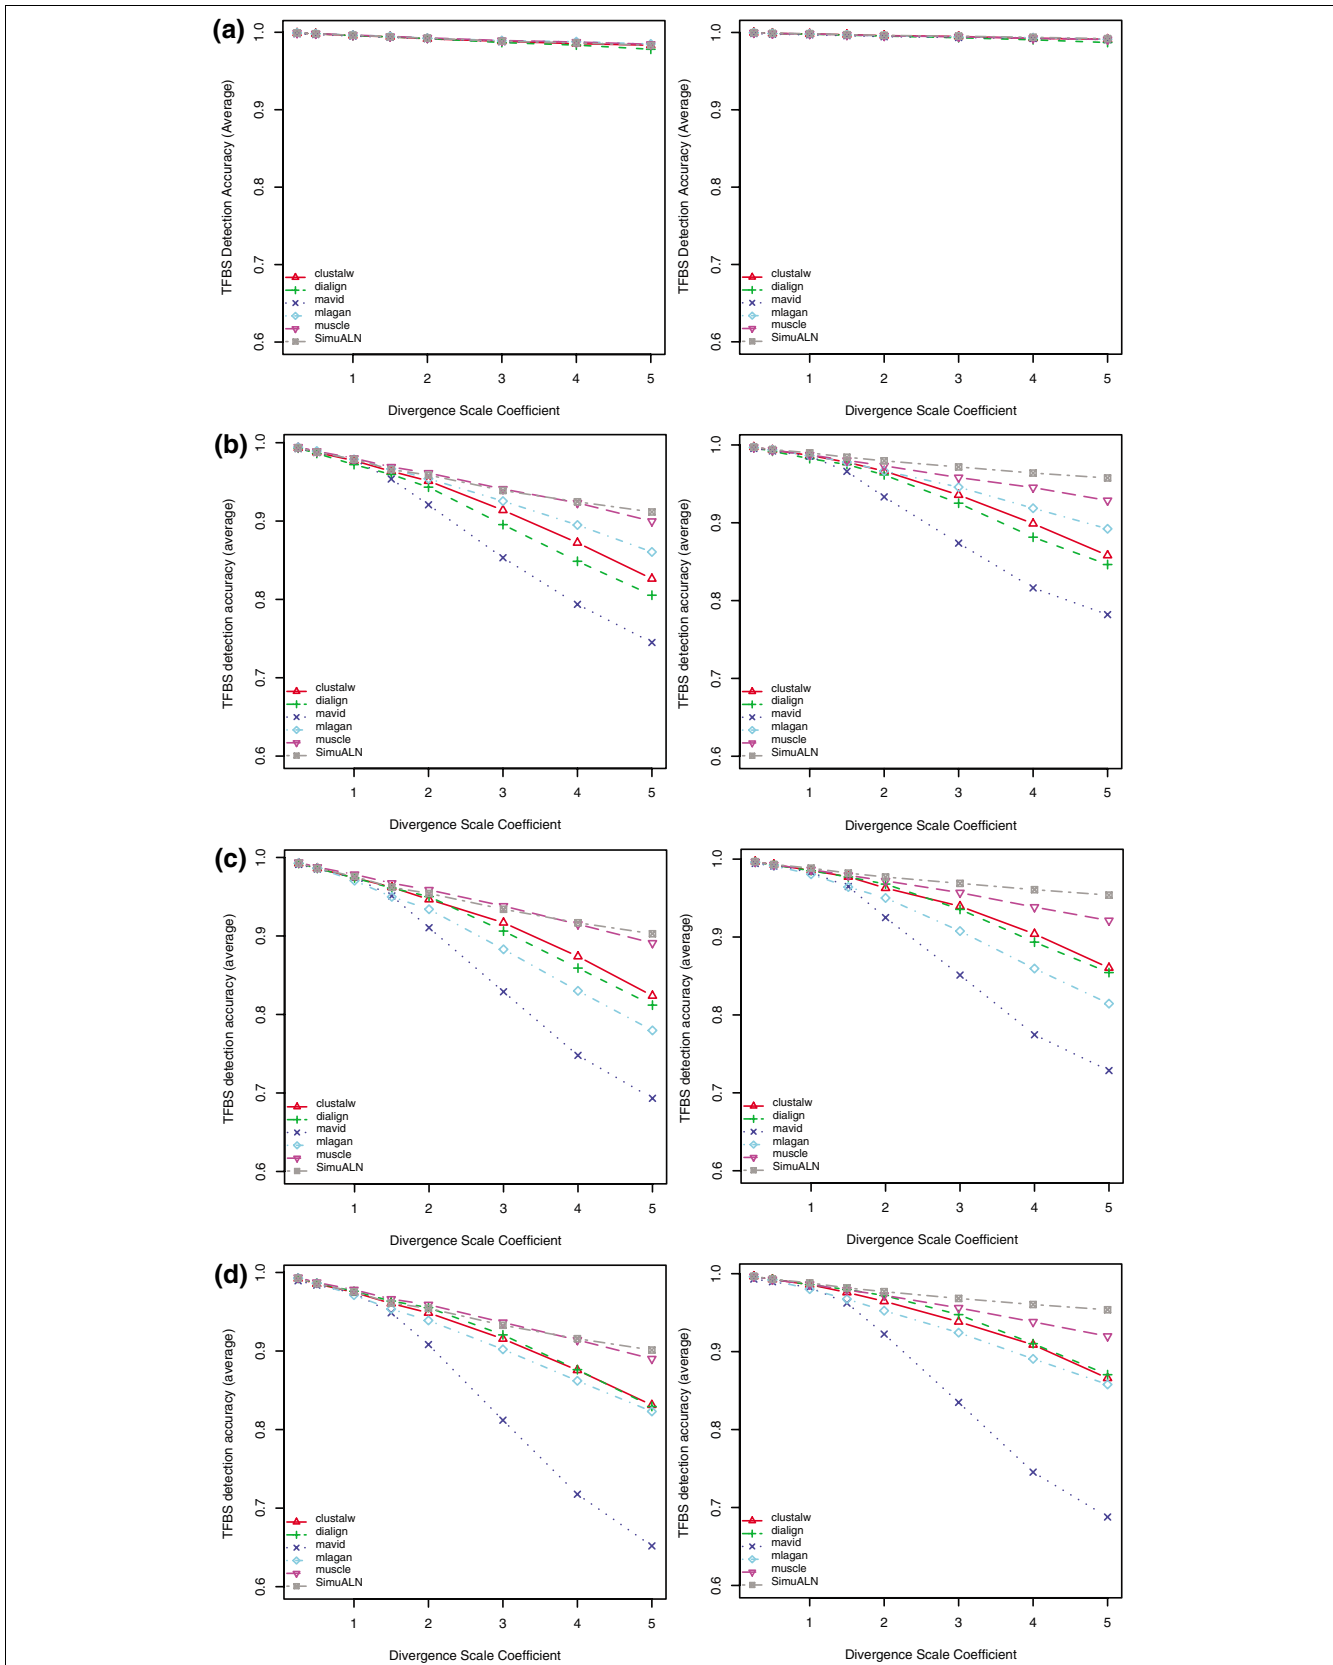 (a)
TFBS Detection Accuracy (Average)
1.0
0.9
0.8
0.7
0.6
clustalw
dialign
mavid
mlagan
muscle
SimuALN
1 2 3 4 5
Divergence Scale Coefficient
TFBS Detection Accuracy (Average)
1.0
0.9
0.8
0.7
0.6
clustalw
dialign
mavid
mlagan
muscle
SimuALN
1 2 3 4 5
Divergence Scale Coefficient
(b)
TFBS detection accuracy (average)
1.0
0.9
0.8
0.7
0.6
clustalw
dialign
mavid
mlagan
muscle
SimuALN
1 2 3 4 5
Divergence Scale Coefficient
TFBS detection accuracy (average)
1.0
0.9
0.8
0.7
0.6
clustalw
dialign
mavid
mlagan
muscle
SimuALN
1 2 3 4 5
Divergence Scale Coefficient
(c)
TFBS detection accuracy (average)
1.0
0.9
0.8
0.7
0.6
clustalw
dialign
mavid
mlagan
muscle
SimuALN
1 2 3 4 5
Divergence Scale Coefficient
TFBS detection accuracy (average)
1.0
0.9
0.8
0.7
0.6
clustalw
dialign
mavid
mlagan
muscle
SimuALN
1 2 3 4 5
Divergence Scale Coefficient
(d)
TFBS detection accuracy (average)
1.0
0.9
0.8
0.7
0.6
clustalw
dialign
mavid
mlagan
muscle
SimuALN
1 2 3 4 5
Divergence Scale Coefficient
TFBS detection accuracy (average)
1.0
0.9
0.8
0.7
0.6
clustalw
dialign
mavid
mlagan
muscle
SimuALN
1 2 3 4 5
Divergence Scale Coefficient